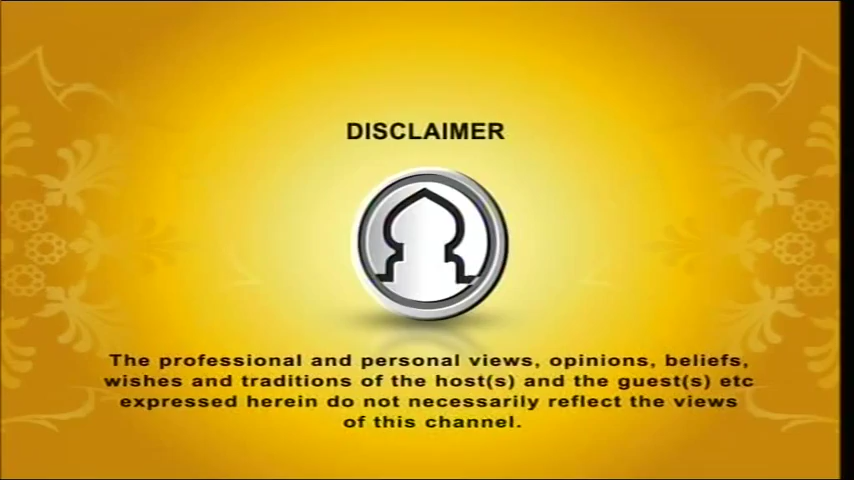 DISCLAIMER
The professional and personal views, opinions, beliefs,
wishes and traditions of the host(s) and the guest(s) etc
expressed herein do not necessarily reflect the views
of this channel.